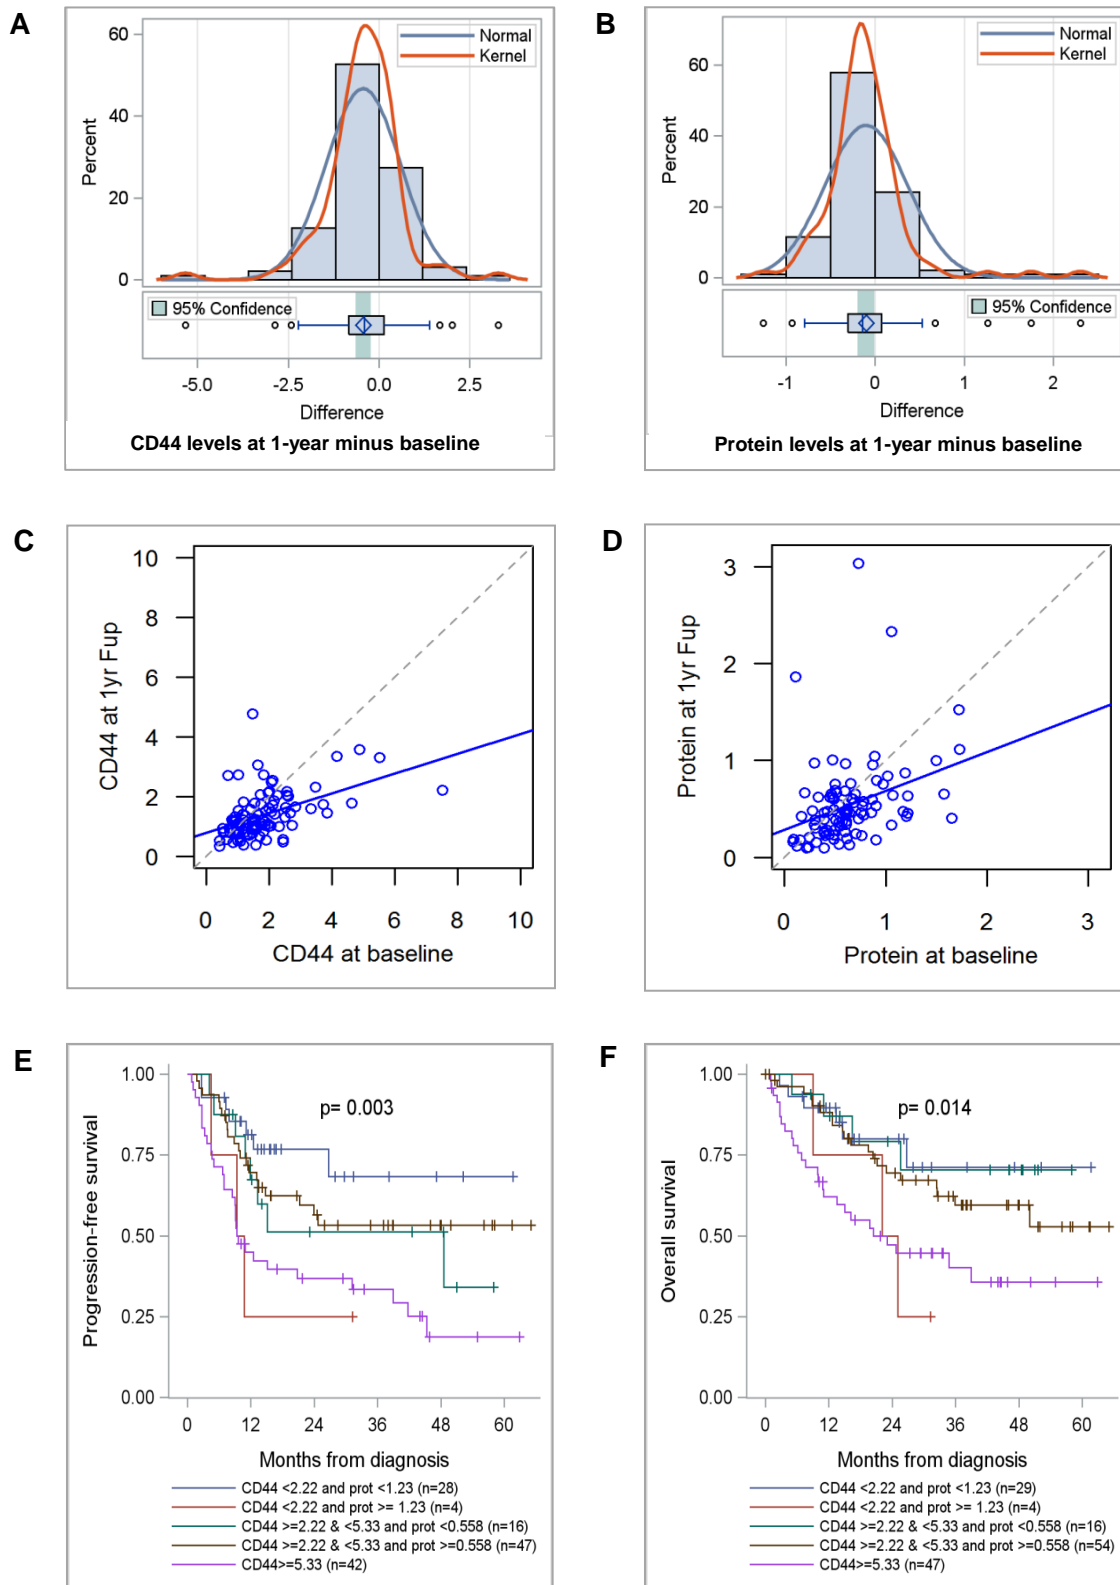 A
Normal
Kernel
60
40
20
0
Percent
95% Confidence
-5.0 -2.5 0.0 2.5
Difference
CD44 levels at 1-year minus baseline
B
Normal
Kernel
60
40
20
0
Percent
95% Confidence
-1 0 1 2
Difference
Protein levels at 1-year minus baseline
C
10
8
6
4
2
0
CD44 at 1yr Fup
0 2 4 6 8 10
CD44 at baseline
D
3
2
1
0
Protein at 1yr Fup
0 1 2 3
Protein at baseline
E
1.00
0.75
0.50
0.25
0.00
Progression-free survival
p= 0.003
0 12 24 36 48 60
Months from diagnosis
CD44 <2.22 and prot <1.23 (n=28)
CD44 <2.22 and prot >= 1.23 (n=4)
CD44 >=2.22 & <5.33 and prot <0.558 (n=16)
CD44 >=2.22 & <5.33 and prot >=0.558 (n=47)
CD44>=5.33 (n=42)
F
1.00
0.75
0.50
0.25
0.00
Overall survival
p= 0.014
0 12 24 36 48 60
Months from diagnosis
CD44 <2.22 and prot <1.23 (n=29)
CD44 <2.22 and prot >= 1.23 (n=4)
CD44 >=2.22 & <5.33 and prot <0.558 (n=16)
CD44 >=2.22 & <5.33 and prot >=0.558 (n=54)
CD44>=5.33 (n=47)